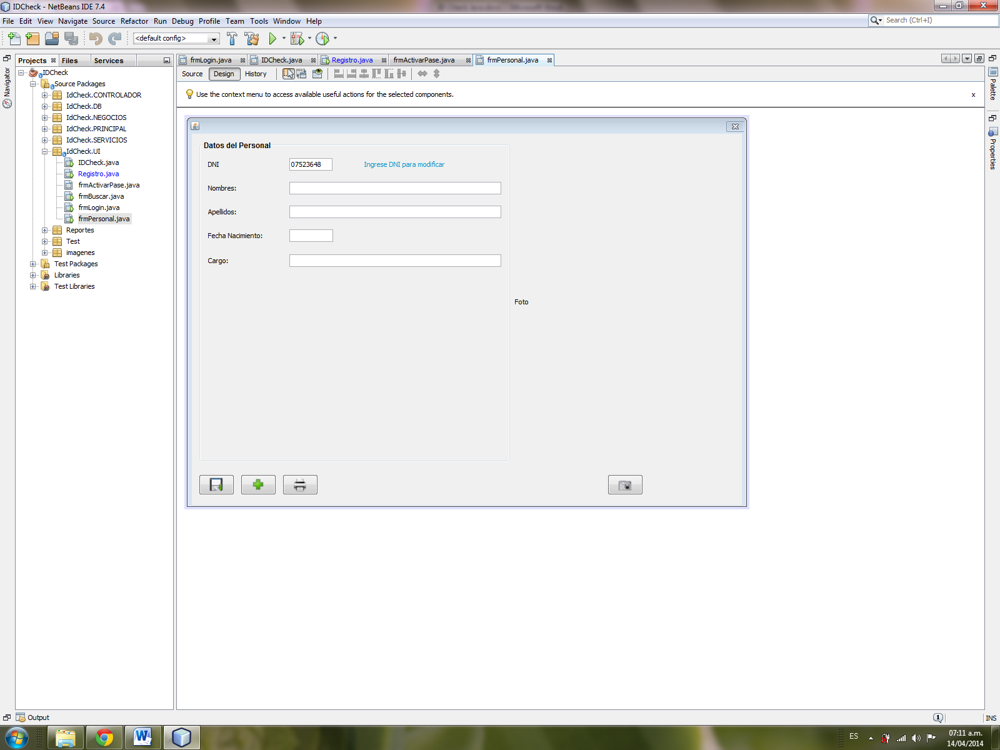 IDCheck - NetBeans IDE 7.4
File Edit View Navigate Source Refactor Run Debug Profile Team Tools Window Help
Search (Ctrl+I)
<default config>
Projects Files Services
Navigator
IDCheck
Source Packages
IdCheck.CONTROLADOR
IdCheck.DB
IdCheck.NEGOCIOS
IdCheck.PRINCIPAL
IdCheck.SERVICIOS
IdCheck.UI
IDCheck.java
Registro.java
frmActivarPase.java
frmBuscar.java
frmLogin.java
frmPersonal.java
Reportes
Test
imagenes
Test Packages
Libraries
Test Libraries
frmLogin.java IDCheck.java Registro.java frmActivarPase.java frmPersonal.java
Source Design History
Use the context menu to access available useful actions for the selected components.
x
Datos del Personal
DNI 07523648 Ingrese DNI para modificar
Nombres:
Apellidos:
Fecha Nacimiento:
Cargo:
Foto
Palette
Properties
Output
1
INS
ES
07:11 a.m.
14/04/2014